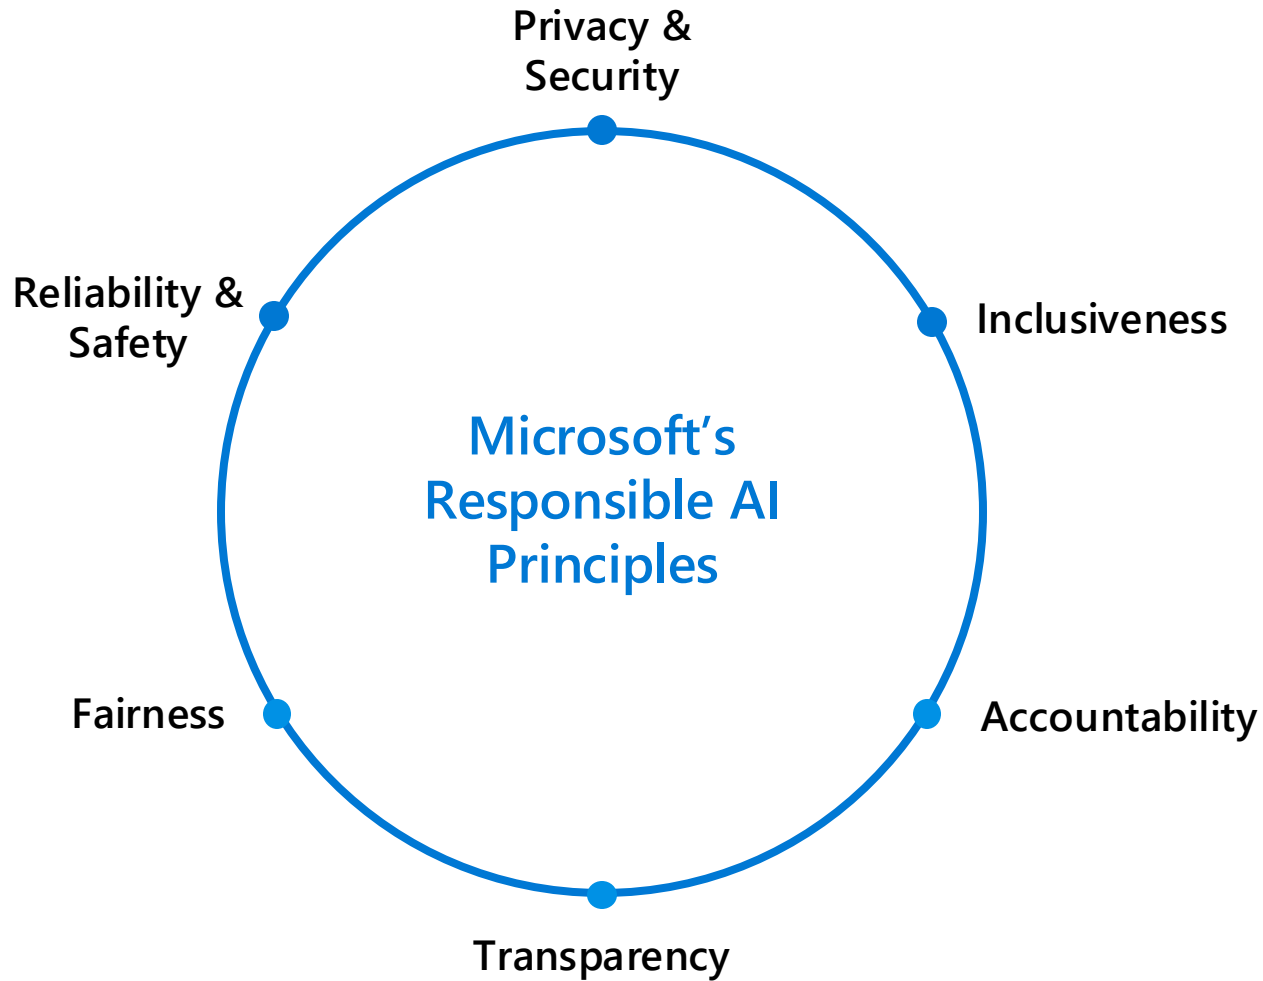 Privacy &
Security
Reliability &
Safety
Inclusiveness
Microsoft’s
Responsible AI
Principles
Fairness
Accountability
Transparency